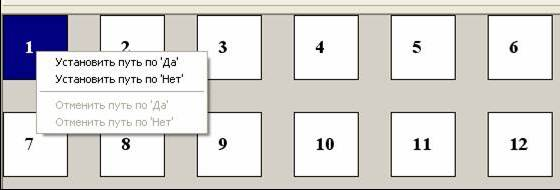 1 2 3 4 5 6
Установить путь по 'Да'
Установить путь по 'Нет'
Отменить путь по 'Да'
Отменить путь по 'Нет'
7 8 9 10 11 12